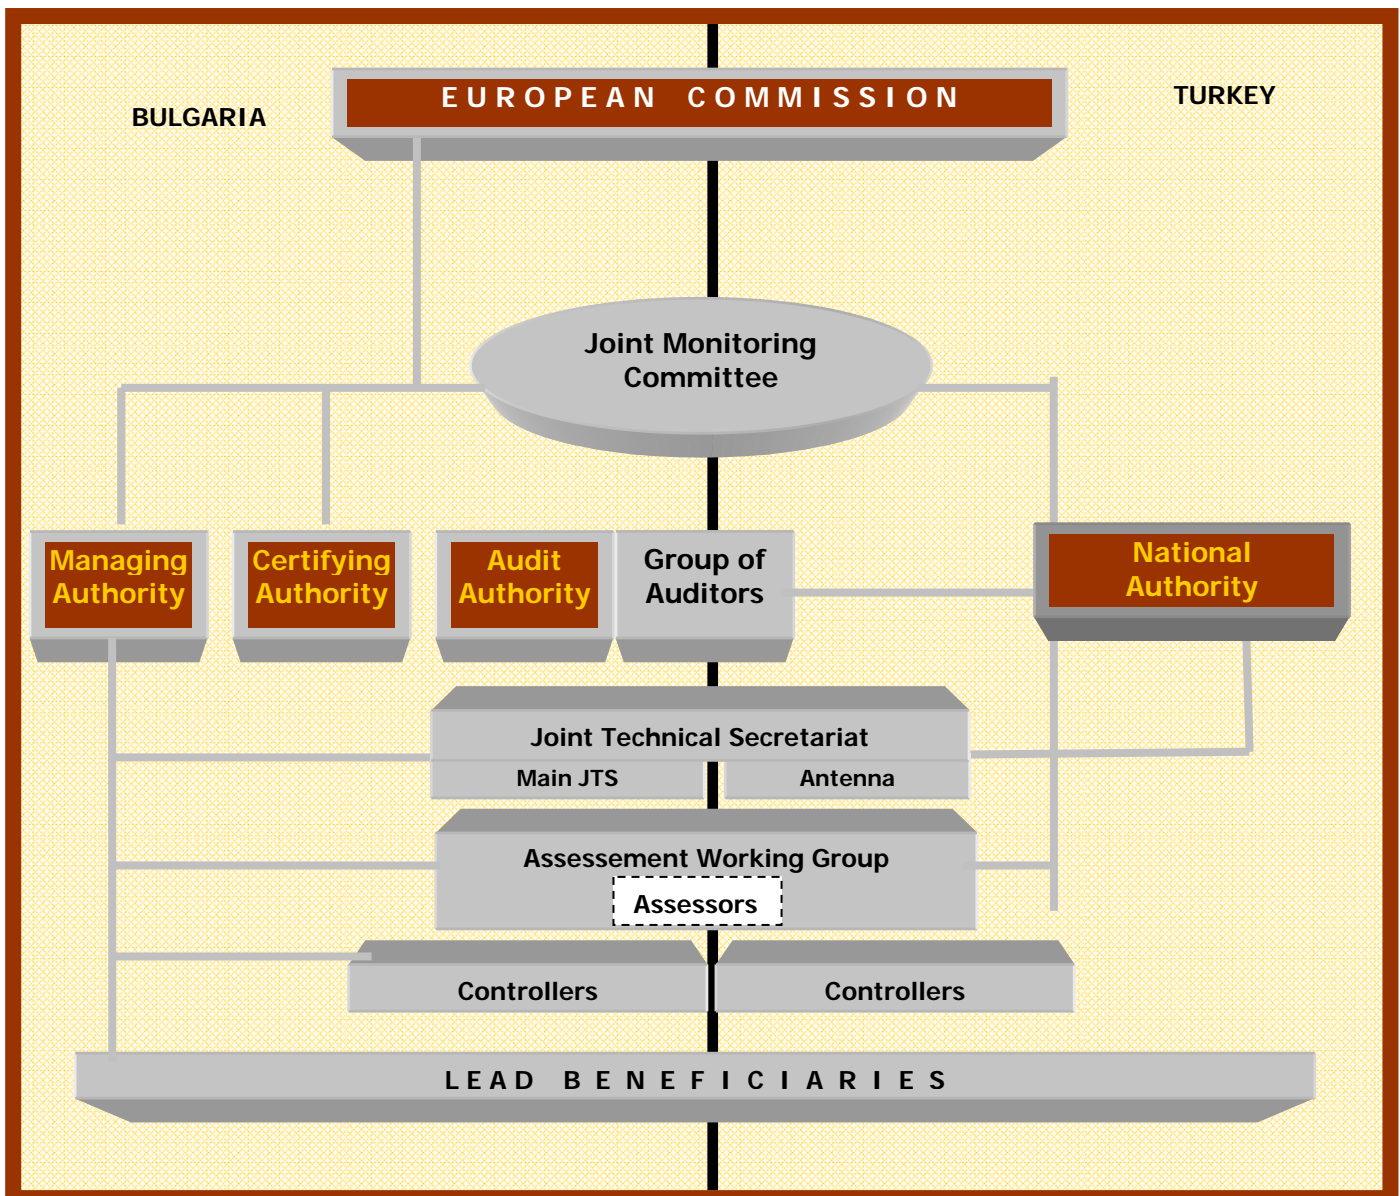 BULGARIA
EUROPEAN COMMISSION
TURKEY
Joint Monitoring
Committee
Managing
Authority
Certifying
Authority
Audit
Authority
Group of
Auditors
National
Authority
Joint Technical Secretariat
Main JTS
Antenna
Assessement Working Group
Assessors
Controllers
Controllers
LEAD BENEFICIARIES